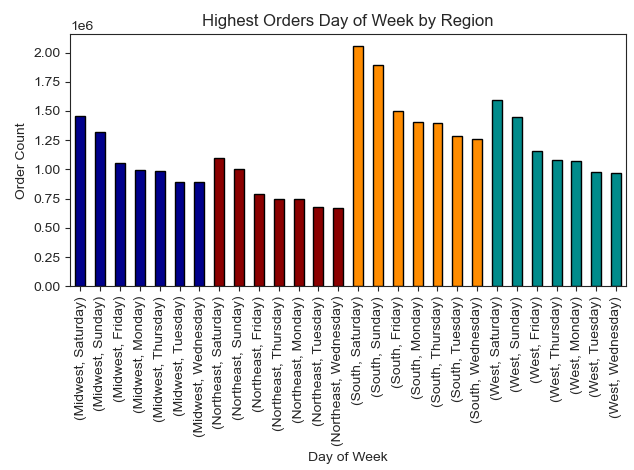 Highest Orders Day of Week by Region
1e6
2.00
1.75
1.50
1.25
1.00
0.75
0.50
0.25
0.00
Order Count
(Midwest, Saturday)
(Midwest, Sunday)
(Midwest, Friday)
(Midwest, Monday)
(Midwest, Thursday)
(Midwest, Tuesday)
(Midwest, Wednesday)
(Northeast, Saturday)
(Northeast, Sunday)
(Northeast, Friday)
(Northeast, Thursday)
(Northeast, Monday)
(Northeast, Tuesday)
(Northeast, Wednesday)
(South, Saturday)
(South, Sunday)
(South, Friday)
(South, Monday)
(South, Thursday)
(South, Tuesday)
(South, Wednesday)
(West, Saturday)
(West, Sunday)
(West, Friday)
(West, Thursday)
(West, Monday)
(West, Tuesday)
(West, Wednesday)
Day of Week